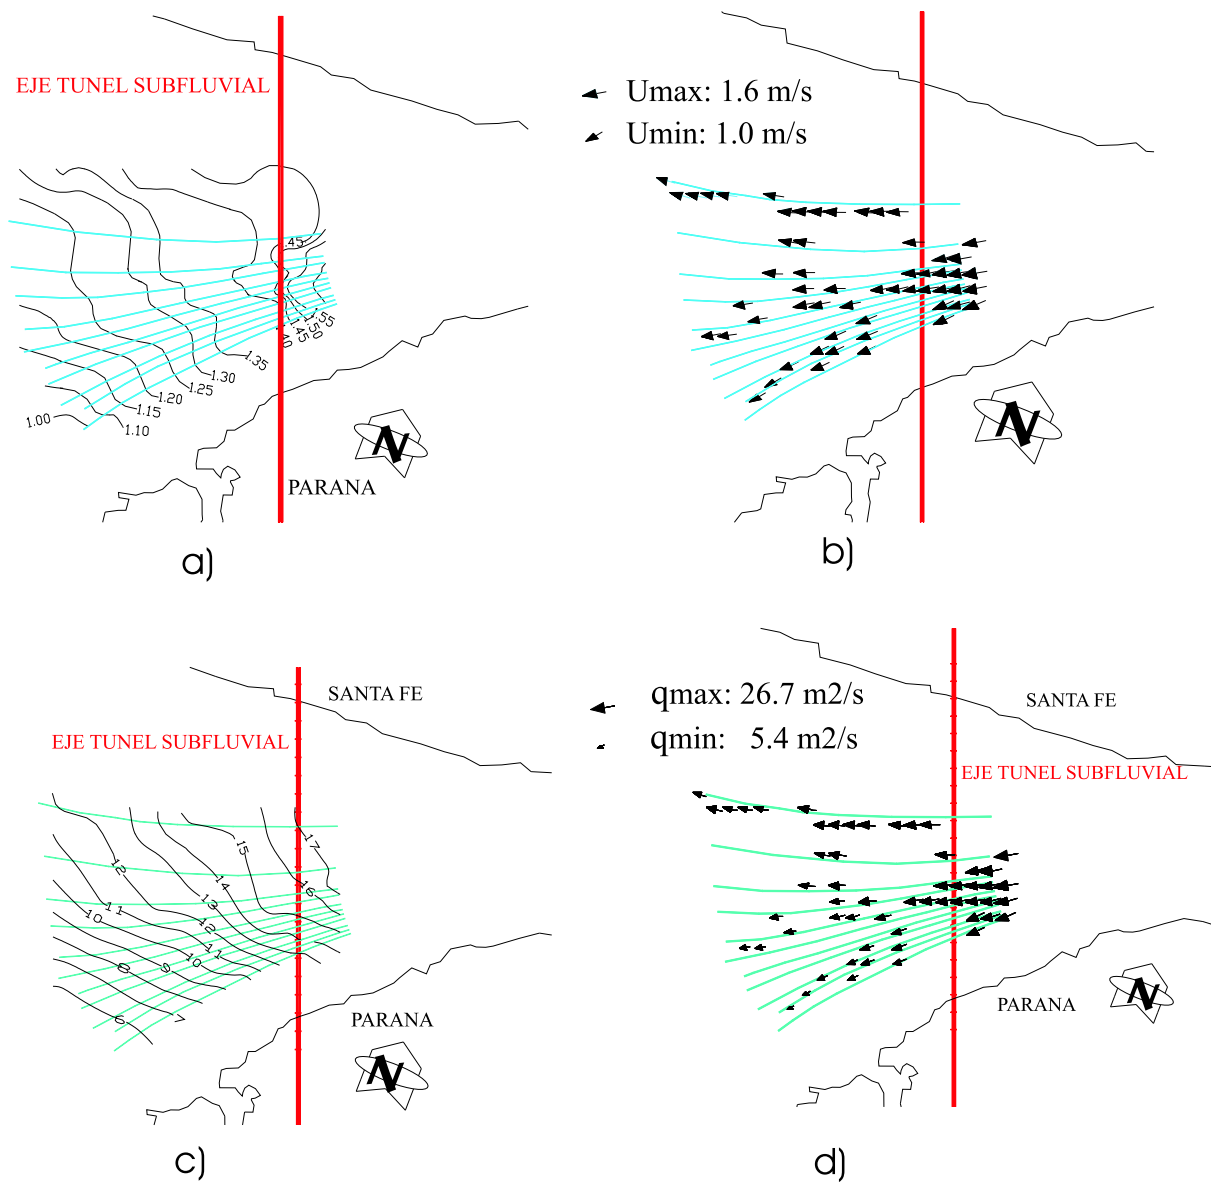 EJE TUNEL SUBFLUVIAL
.45
1.55
1.50
1.45
1.35
1.30
1.25
1.20
1.15
1.10
1.00
N
PARANA
a)
Umax: 1.6 m/s
Umin: 1.0 m/s
N
b)
SANTA FE
EJE TUNEL SUBFLUVIAL
17
15
16
12
14
13
11
10
12
11
10
9
8
7
6
PARANA
N
c)
qmax: 26.7 m2/s
qmin: 5.4 m2/s
SANTA FE
EJE TUNEL SUBFLUVIAL
PARANA
N
d)